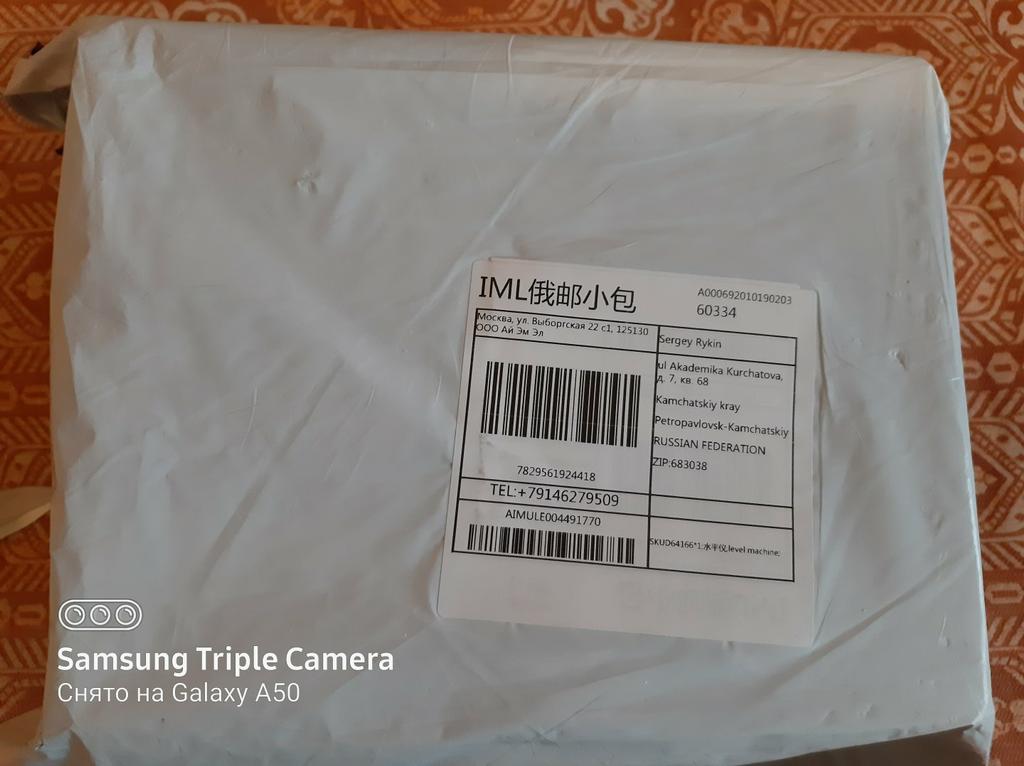 IML俄邮小包
A000692010190203
60334
Москва, ул. Выборгская 22 с1, 125130
ООО Ай Эм Эл
Sergey Rykin
ul Akademika Kurchatova,
д. 7, кв. 68
Kamchatskiy kray
Petropavlovsk-Kamchatskiy
RUSSIAN FEDERATION
ZIP:683038
7829561924418
TEL:+79146279509
AIMULE004491770
SKUD64166*1:水平仪,level machine;
Samsung Triple Camera
Снято на Galaxy A50